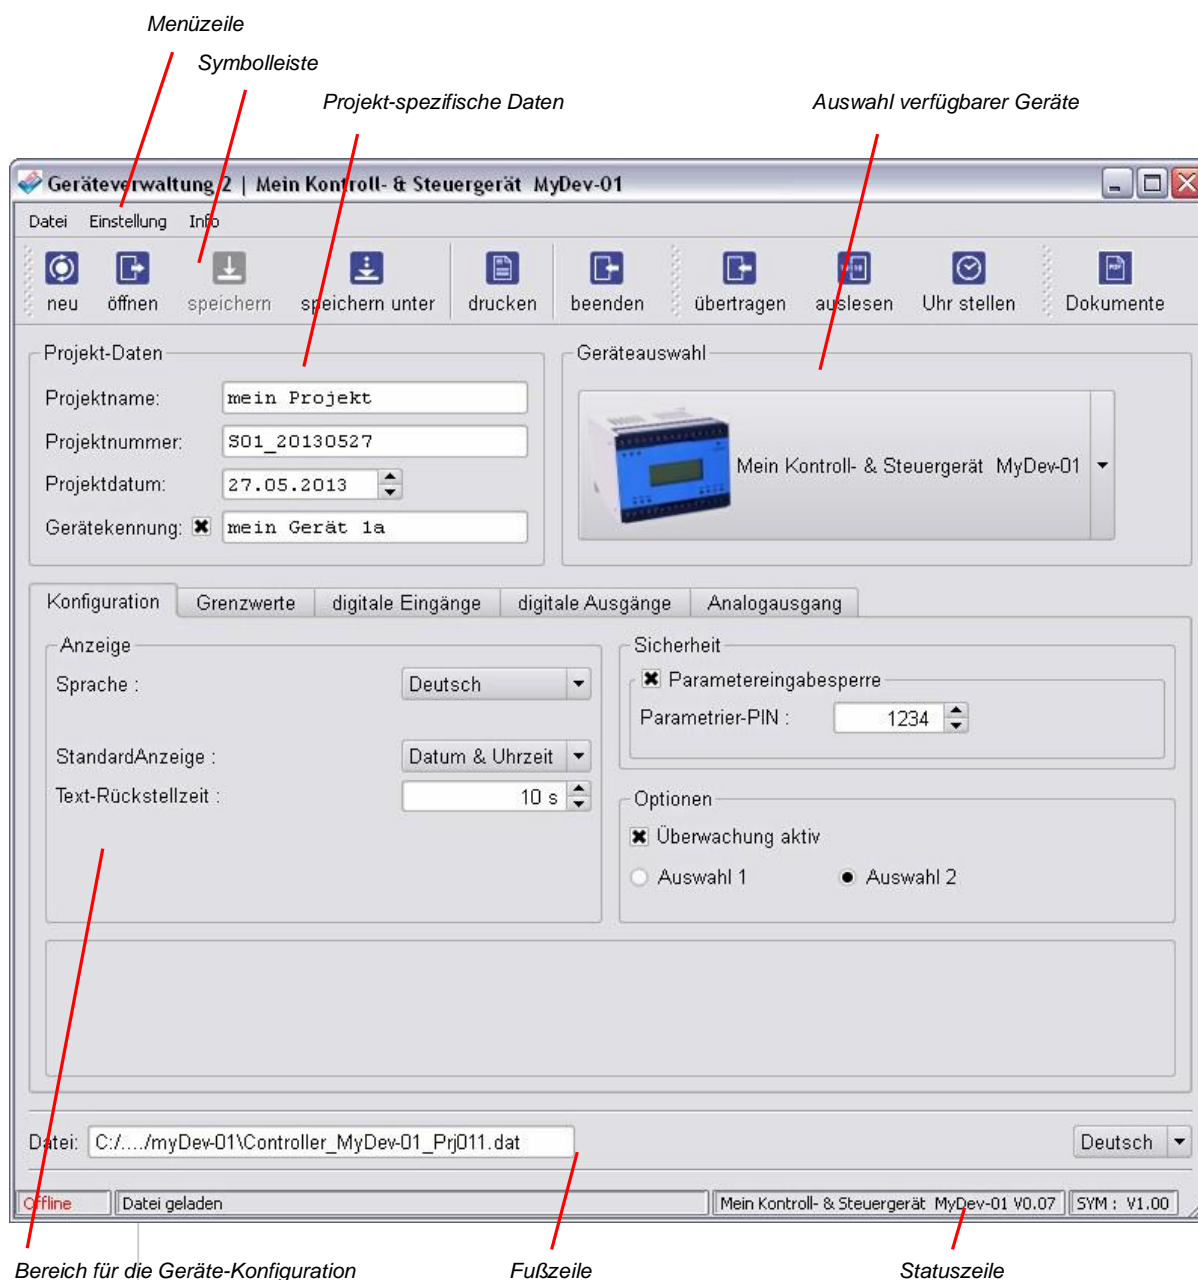 Menüzeile
Symbolleiste
Projekt-spezifische Daten
Auswahl verfügbarer Geräte
Geräteverwaltung 2 | Mein Kontroll- & Steuergerät MyDev-01
Datei Einstellung Info
neu öffnen speichern speichern unter drucken beenden übertragen auslesen Uhr stellen Dokumente
Projekt-Daten
Projektname: mein Projekt
Projektnummer: S01_20130527
Projektdatum: 27.05.2013
Gerätekennung: mein Gerät 1a
Geräteauswahl
Mein Kontroll- & Steuergerät MyDev-01
Konfiguration Grenzwerte digitale Eingänge digitale Ausgänge Analogausgang
Anzeige
Sprache : Deutsch
StandardAnzeige : Datum & Uhrzeit
Text-Rückstellzeit : 10 s
Sicherheit
Parametereingabesperre
Parametrier-PIN : 1234
Optionen
Überwachung aktiv
Auswahl 1 Auswahl 2
Datei: C:/..../myDev-01\Controller_MyDev-01_Prj011.dat Deutsch
Offline Datei geladen Mein Kontroll- & Steuergerät MyDev-01 V0.07 SYM : V1.00
Bereich für die Geräte-Konfiguration
Fußzeile
Statuszeile